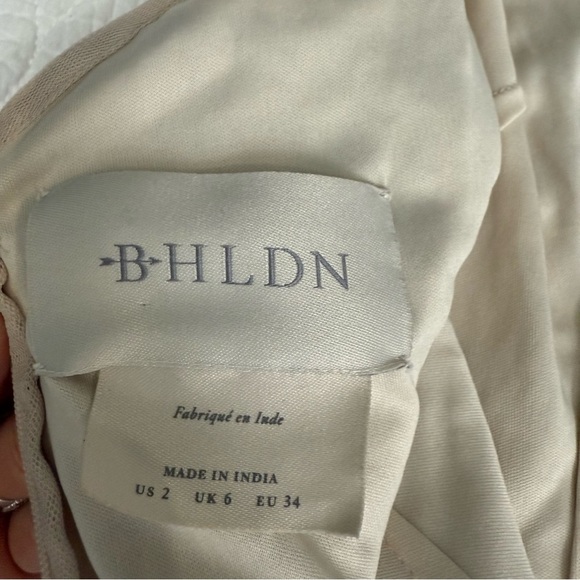 BHLDN
Fabriqué en Inde
MADE IN INDIA
US 2 UK 6 EU 34